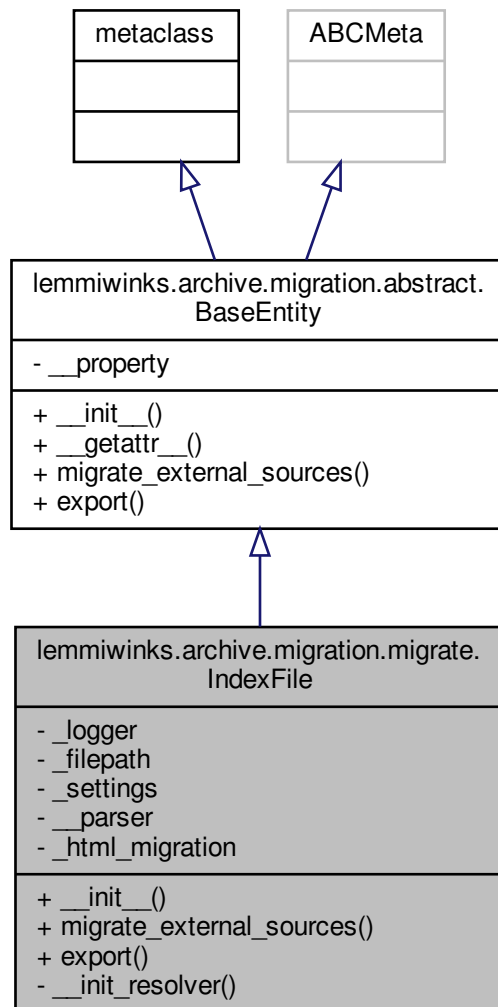 metaclass
ABCMeta
lemmiwinks.archive.migration.abstract.
BaseEntity
- __property
+ __init__()
+ __getattr__()
+ migrate_external_sources()
+ export()
lemmiwinks.archive.migration.migrate.
IndexFile
- _logger
- _filepath
- _settings
- __parser
- _html_migration
+ __init__()
+ migrate_external_sources()
+ export()
- __init_resolver()